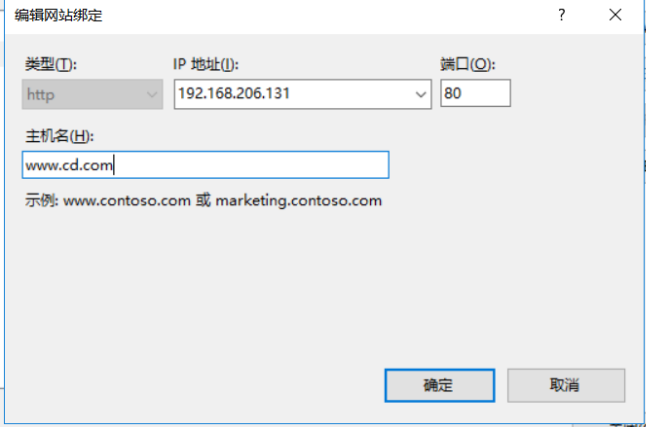 编辑网站绑定
类型(T): IP 地址(I): 端口(O):
http 192.168.206.131 80
主机名(H):
www.cd.com
示例: www.contoso.com 或 marketing.contoso.com
确定 取消